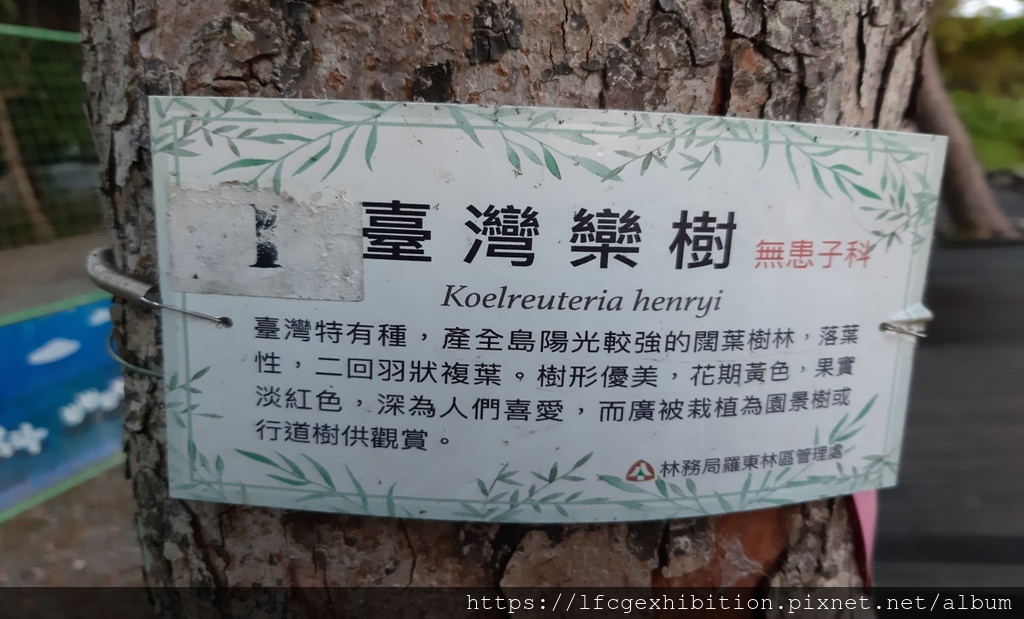 1
臺灣欒樹 無患子科
Koelreuteria henryi
臺灣特有種，產全島陽光較強的闊葉樹林，落葉
性，二回羽狀複葉。樹形優美，花期黃色，果實
淡紅色，深為人們喜愛，而廣被栽植為園景樹或
行道樹供觀賞。
林務局羅東林區管理處
https://lfcgexhibition.pixnet.net/album